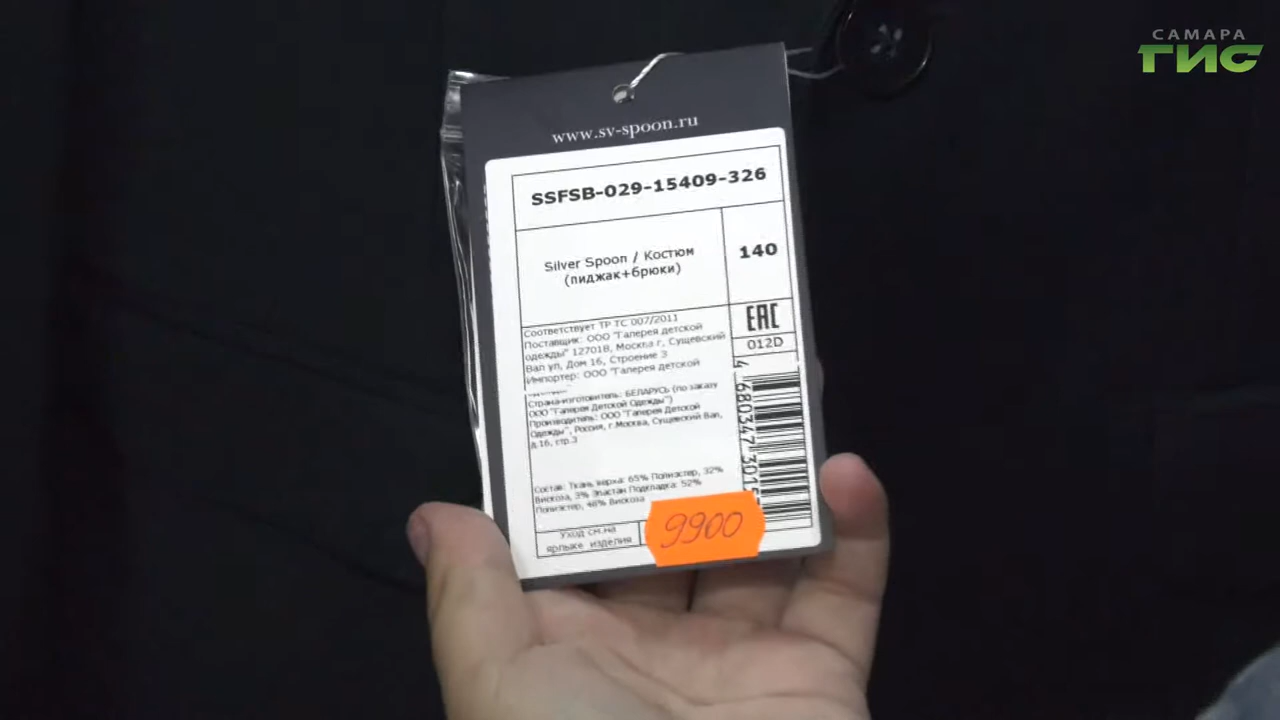 САМАРА
ГИС
www.sv-spoon.ru
SSFSB-029-15409-326
Silver Spoon / Костюм
(пиджак+брюки)
140
Соответствует ТР ТС 007/2011
Поставщик: ООО "Галерея детской
одежды" 127018, Москва г, Сущевский
Вал ул, Дом 16, Строение 3
Импортер: ООО "Галерея детской
EAC
012D
Страна-изготовитель: БЕЛАРУСЬ (по заказу
ООО "Галерея Детской Одежды")
Производитель: ООО "Галерея Детской
Одежды", Россия, г.Москва, Сущевский Вал,
д.16, стр.3
4 680347 3015
Состав: Ткань верха: 65% Полиэстер, 32%
Вискоза, 3% Эластан Подкладка: 52%
Полиэстер, 48% Вискоза
Уход см.на
ярлыке изделия
9900